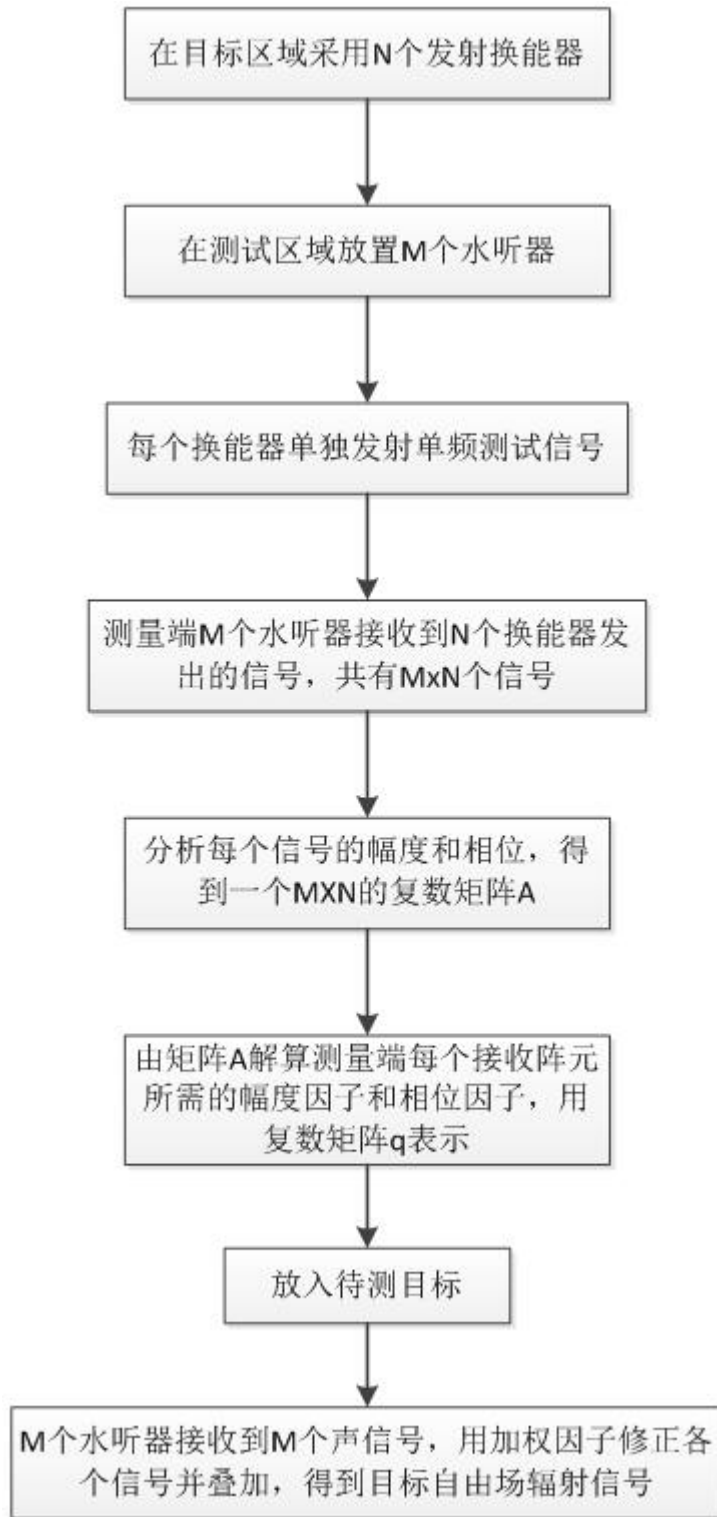 在目标区域采用N个发射换能器
在测试区域放置M个水听器
每个换能器单独发射单频测试信号
测量端M个水听器接收到N个换能器发
出的信号，共有MxN个信号
分析每个信号的幅度和相位，得
到一个MXN的复数矩阵A
由矩阵A解算测量端每个接收阵元
所需的幅度因子和相位因子，用
复数矩阵q表示
放入待测目标
M个水听器接收到M个声信号，用加权因子修正各
个信号并叠加，得到目标自由场辐射信号